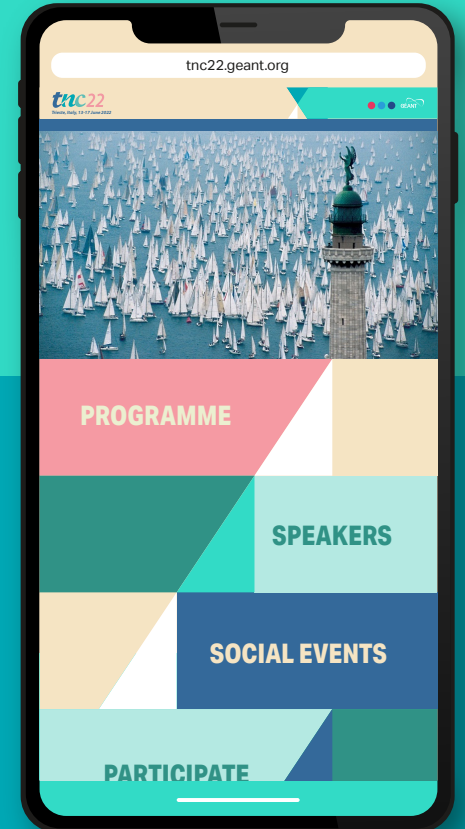 tnc22.geant.org
tnc22
GÉANT
Trieste, Italy, 13-17 June 2022
PROGRAMME
SPEAKERS
SOCIAL EVENTS
PARTICIPATE